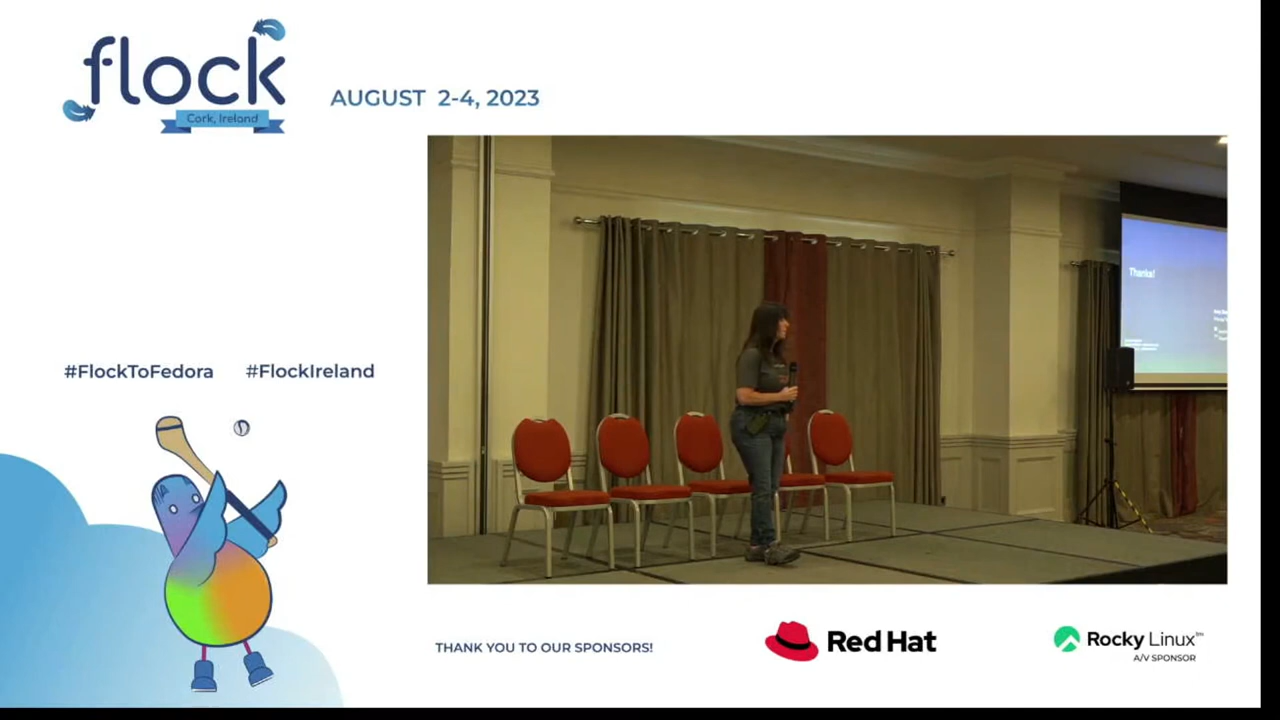 flock
Cork, Ireland
AUGUST 2-4, 2023
Thanks!
#FlockToFedora #FlockIreland
THANK YOU TO OUR SPONSORS!
Red Hat
Rocky Linux™
A/V SPONSOR